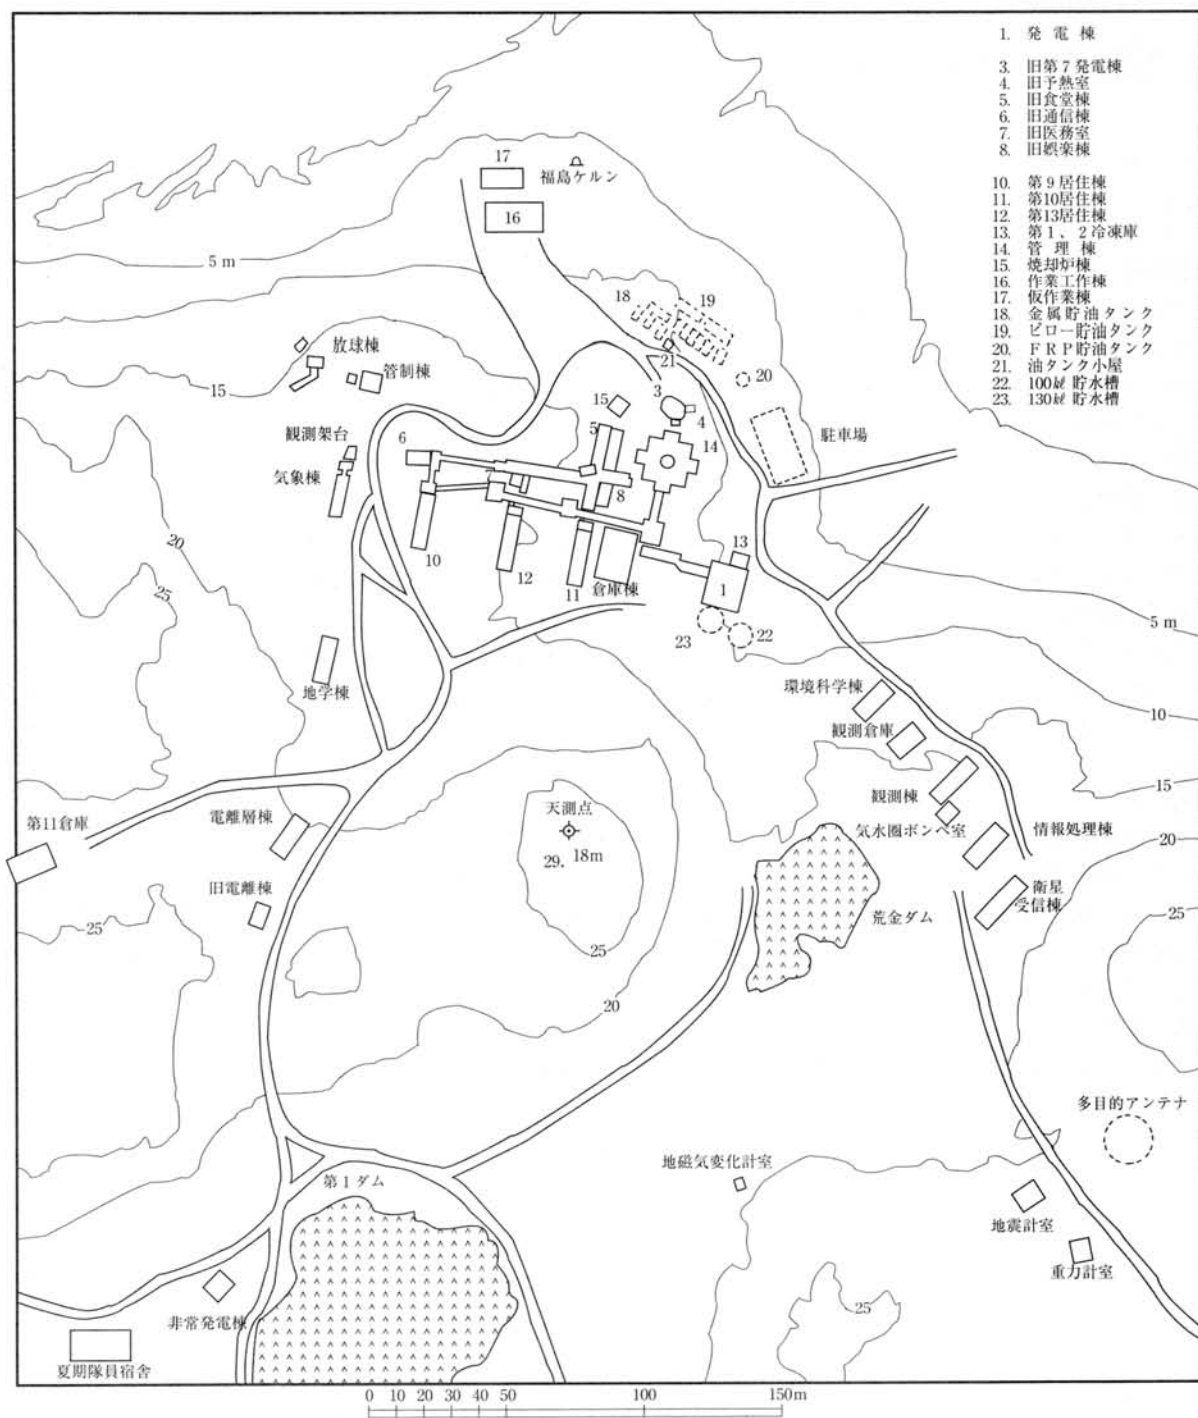 1. 発電棟
3. 旧第7発電棟
4. 旧予熱室
5. 旧食堂棟
6. 旧通信棟
7. 旧医務室
8. 旧娯楽棟
10. 第9居住棟
11. 第10居住棟
12. 第13居住棟
13. 第1、2冷凍庫
14. 管理棟
15. 焼却炉棟
16. 作業工作棟
17. 仮作業棟
18. 金属貯油タンク
19. ピロー貯油タンク
20. FRP貯油タンク
21. 油タンク小屋
22. 100㎘貯水槽
23. 130㎘貯水槽
17
福島ケルン
16
5 m
18
19
放球棟
21
管制棟
20
15
3
15
4
5
観測架台
6
14
駐車場
気象棟
7
8
20
10
13
12
11
倉庫棟
1
25
23
22
5 m
地学棟
環境科学棟
10
観測倉庫
15
観測棟
天測点
第11倉庫
電離層棟
気水圏ボンベ室
情報処理棟
20
29.18m
旧電離棟
衛星
受信棟
25
荒金ダム
25
25
20
多目的アンテナ
地磁気変化計室
第1ダム
地震計室
重力計室
25
非常発電棟
夏期隊員宿舎
0 10 20 30 40 50 100 150m